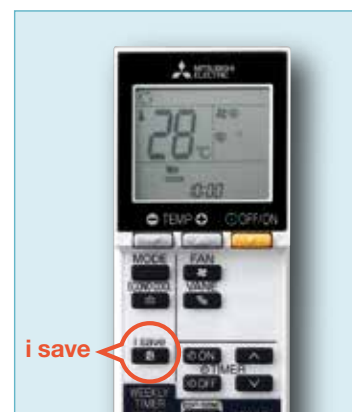 MITSUBISHI
ELECTRIC
28 °C
10:00
TEMP OFF/ON
MODE FAN
ECONO COOL VANE
i save
i save
ON
TIMER
OFF
WEEKLY
TIMER